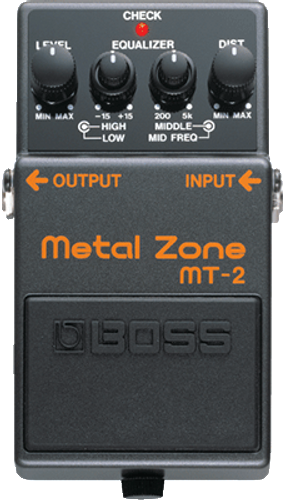 CHECK
LEVEL EQUALIZER DIST
MIN MAX -15 +15 200 5k MIN MAX
HIGH MIDDLE
LOW MID FREQ
OUTPUT INPUT
Metal Zone
MT-2
BOSS